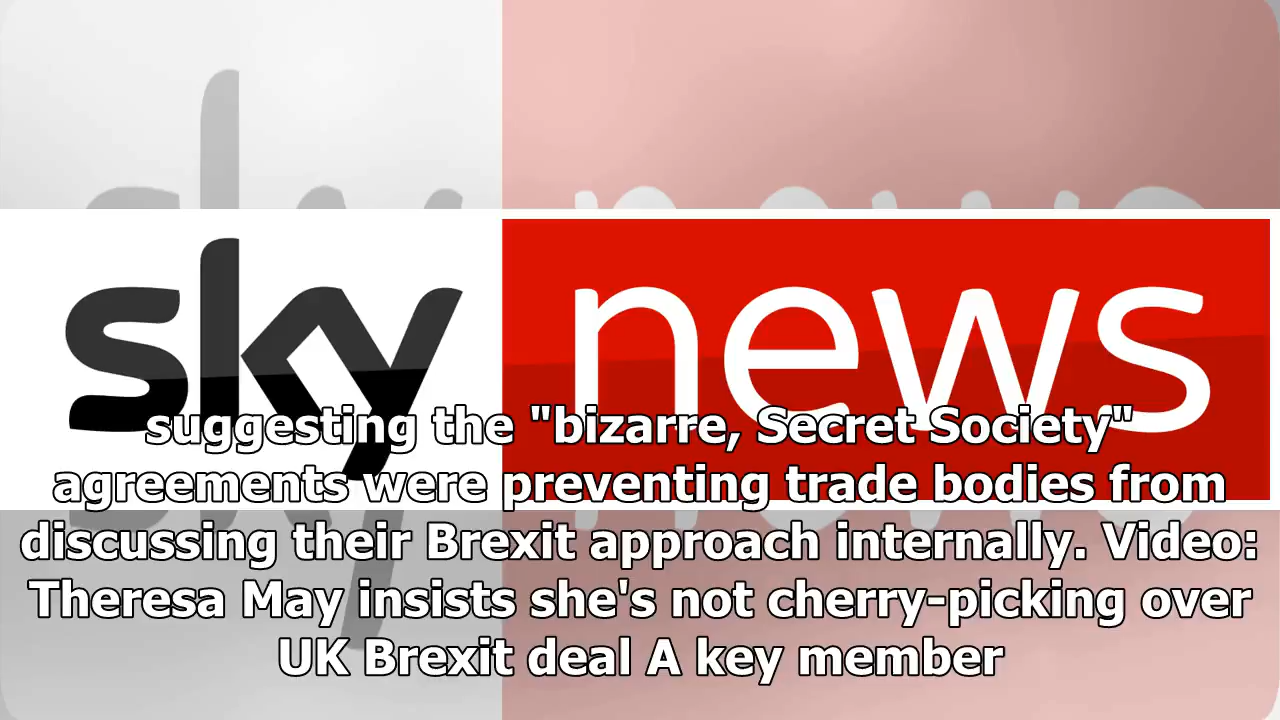 sky news
suggesting the "bizarre, Secret Society"
agreements were preventing trade bodies from
discussing their Brexit approach internally. Video:
Theresa May insists she's not cherry-picking over
UK Brexit deal A key member